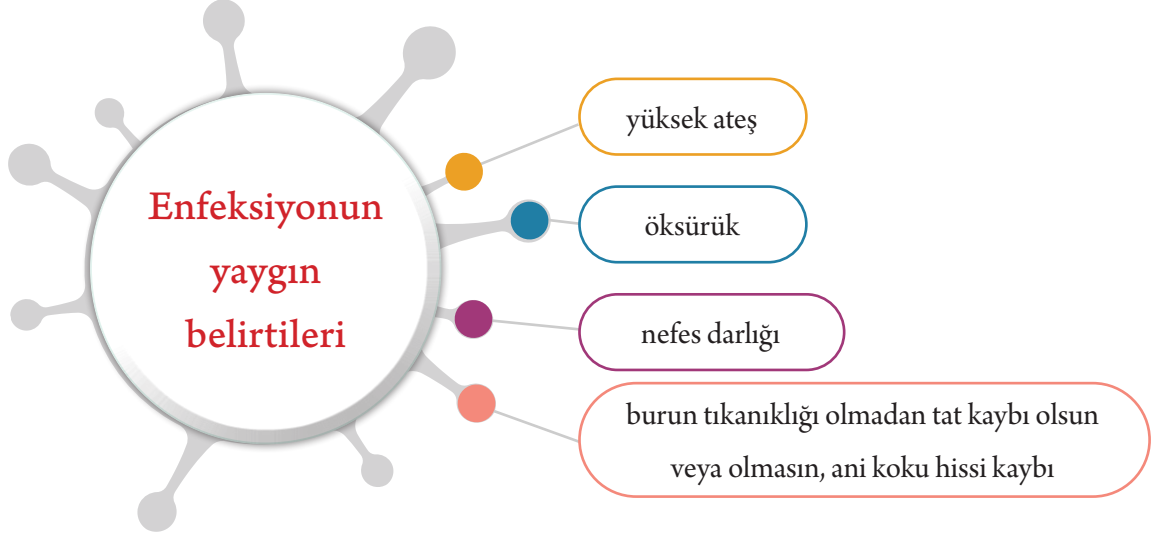 Enfeksiyonun
yaygın
belirtileri
yüksek ateş
öksürük
nefes darlığı
burun tıkanıklığı olmadan tat kaybı olsun
veya olmasın, ani koku hissi kaybı